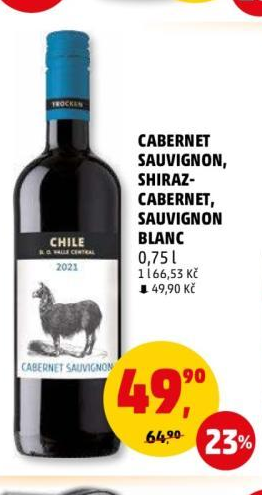 TROCKEN
CHILE
D. O. VALLE CENTRAL
2021
CABERNET SAUVIGNON
CABERNET
SAUVIGNON,
SHIRAZ-
CABERNET,
SAUVIGNON
BLANC
0,75 l
1 l 66,53 Kč
49,90 Kč
49,90
64,90
23%